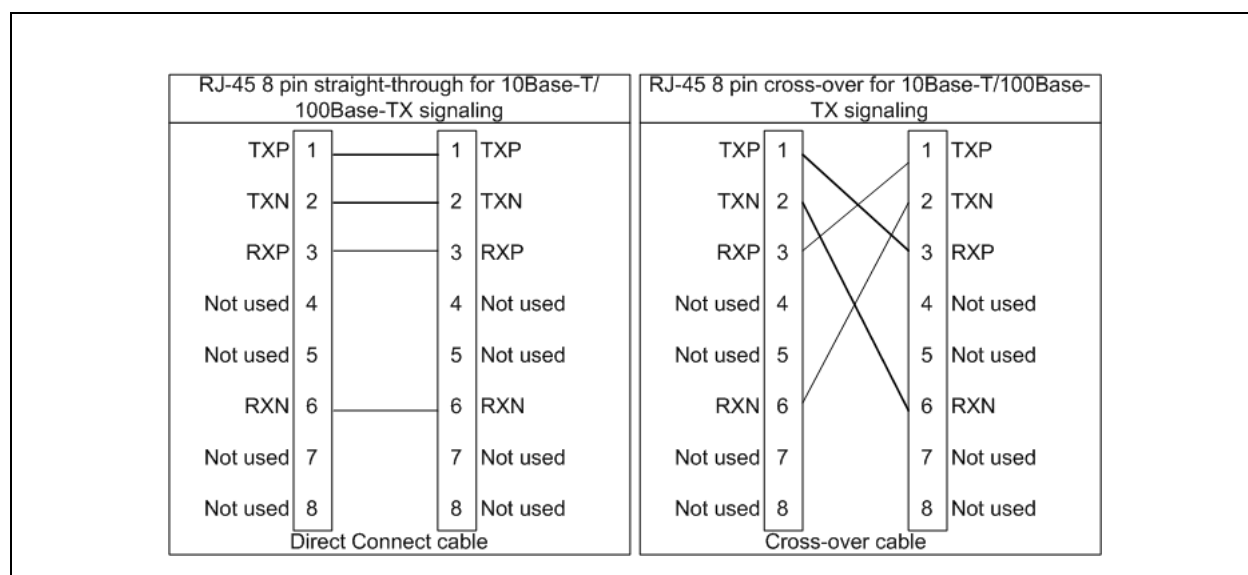 RJ-45 8 pin straight-through for 10Base-T/
100Base-TX signaling
TXP 1 1 TXP
TXN 2 2 TXN
RXP 3 3 RXP
Not used 4 4 Not used
Not used 5 5 Not used
RXN 6 6 RXN
Not used 7 7 Not used
Not used 8 8 Not used
Direct Connect cable
RJ-45 8 pin cross-over for 10Base-T/100Base-
TX signaling
TXP 1 1 TXP
TXN 2 2 TXN
RXP 3 3 RXP
Not used 4 4 Not used
Not used 5 5 Not used
RXN 6 6 RXN
Not used 7 7 Not used
Not used 8 8 Not used
Cross-over cable